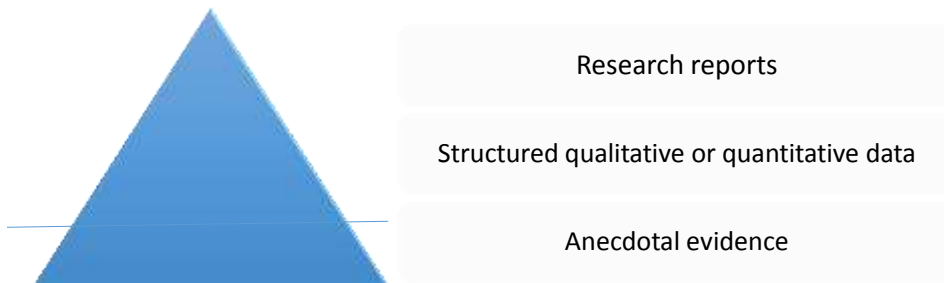 Research reports
Structured qualitative or quantitative data
Anecdotal evidence